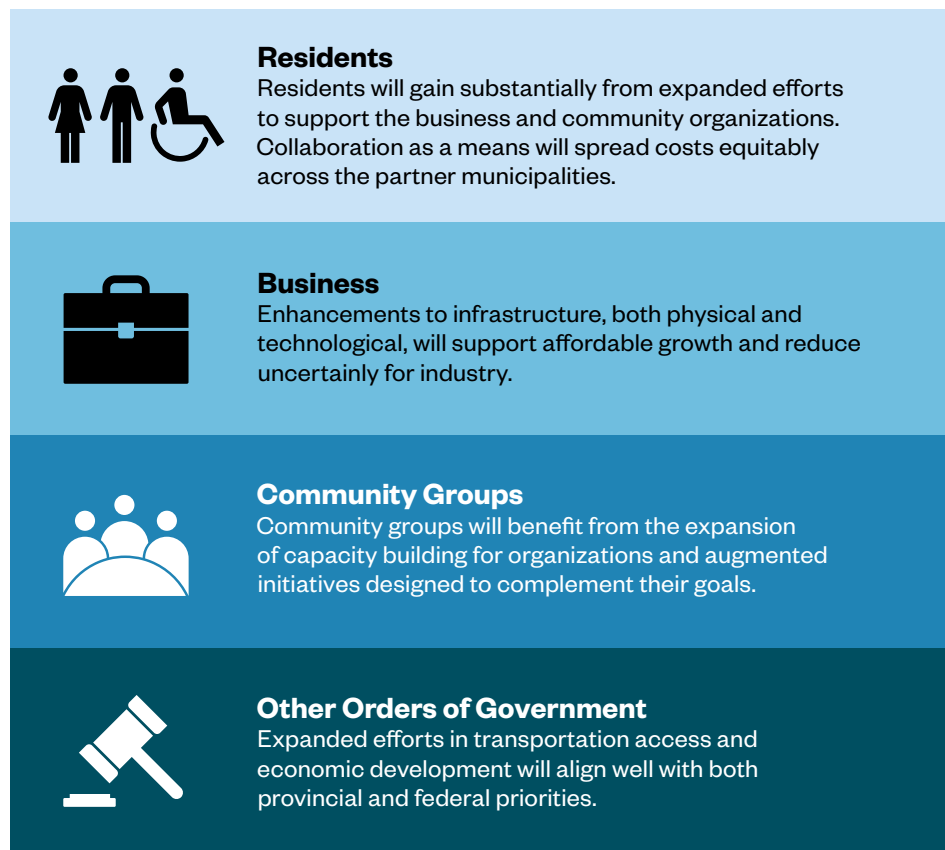 Residents
Residents will gain substantially from expanded efforts
to support the business and community organizations.
Collaboration as a means will spread costs equitably
across the partner municipalities.
Business
Enhancements to infrastructure, both physical and
technological, will support affordable growth and reduce
uncertainly for industry.
Community Groups
Community groups will benefit from the expansion
of capacity building for organizations and augmented
initiatives designed to complement their goals.
Other Orders of Government
Expanded efforts in transportation access and
economic development will align well with both
provincial and federal priorities.